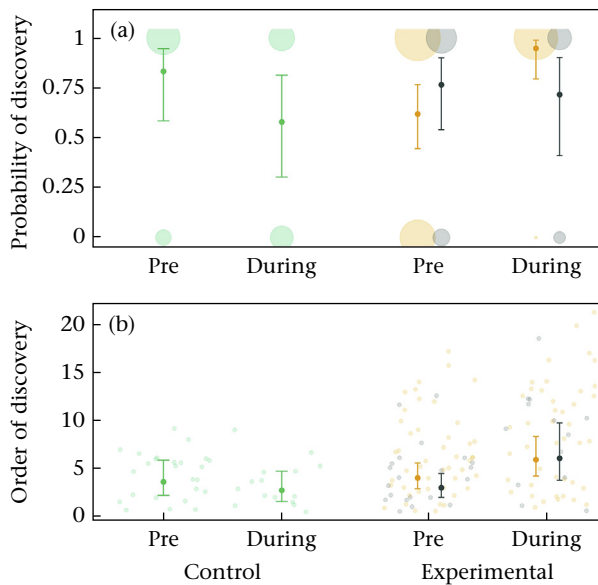 (a)
Probability of discovery
1
0.75
0.5
0.25
0
Pre During Pre During
(b)
Order of discovery
20
15
10
5
0
Pre During Pre During
Control Experimental